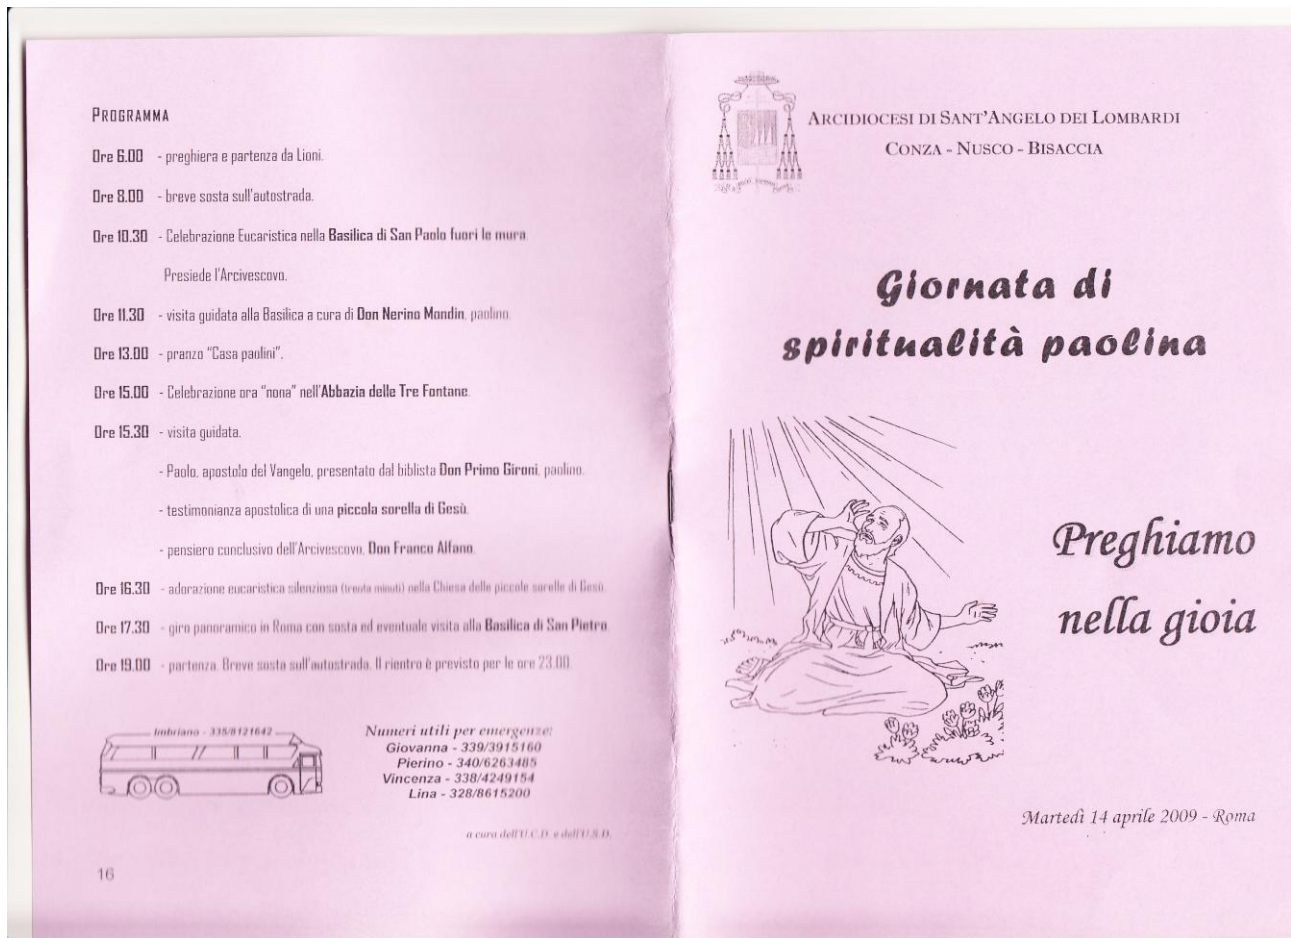 PROGRAMMA
Ore 6.00 - preghiera e partenza da Lioni.
Ore 8.00 - breve sosta sull'autostrada.
Ore 10.30 - Celebrazione Eucaristica nella Basilica di San Paolo fuori le mura.
Presiede l'Arcivescovo.
Ore 11.30 - visita guidata alla Basilica a cura di Don Nerino Mondin, paolino.
Ore 13.00 - pranzo "Casa paolini".
Ore 15.00 - Celebrazione ora "nona" nell'Abbazia delle Tre Fontane.
Ore 15.30 - visita guidata.
- Paolo, apostolo del Vangelo, presentato dal biblista Don Primo Gironi, paolino.
- testimonianza apostolica di una piccola sorella di Gesù.
- pensiero conclusivo dell'Arcivescovo, Don Franco Alfano.
Ore 16.30 - adorazione eucaristica silenziosa (trenta minuti) nella Chiesa delle piccole sorelle di Gesù.
Ore 17.30 - giro panoramico in Roma con sosta ed eventuale visita alla Basilica di San Pietro.
Ore 19.00 - partenza. Breve sosta sull'autostrada. Il rientro è previsto per le ore 23.00.
Imbriano - 335/8121642
Numeri utili per emergenze:
Giovanna - 339/3915160
Pierino - 340/6263485
Vincenza - 338/4249154
Lina - 328/8615200
a cura dell'U.C.D. e dell'U.S.D.
16
ARCIDIOCESI DI SANT'ANGELO DEI LOMBARDI
CONZA - NUSCO - BISACCIA
Giornata di
spiritualità paolina
Preghiamo
nella gioia
Martedì 14 aprile 2009 - Roma